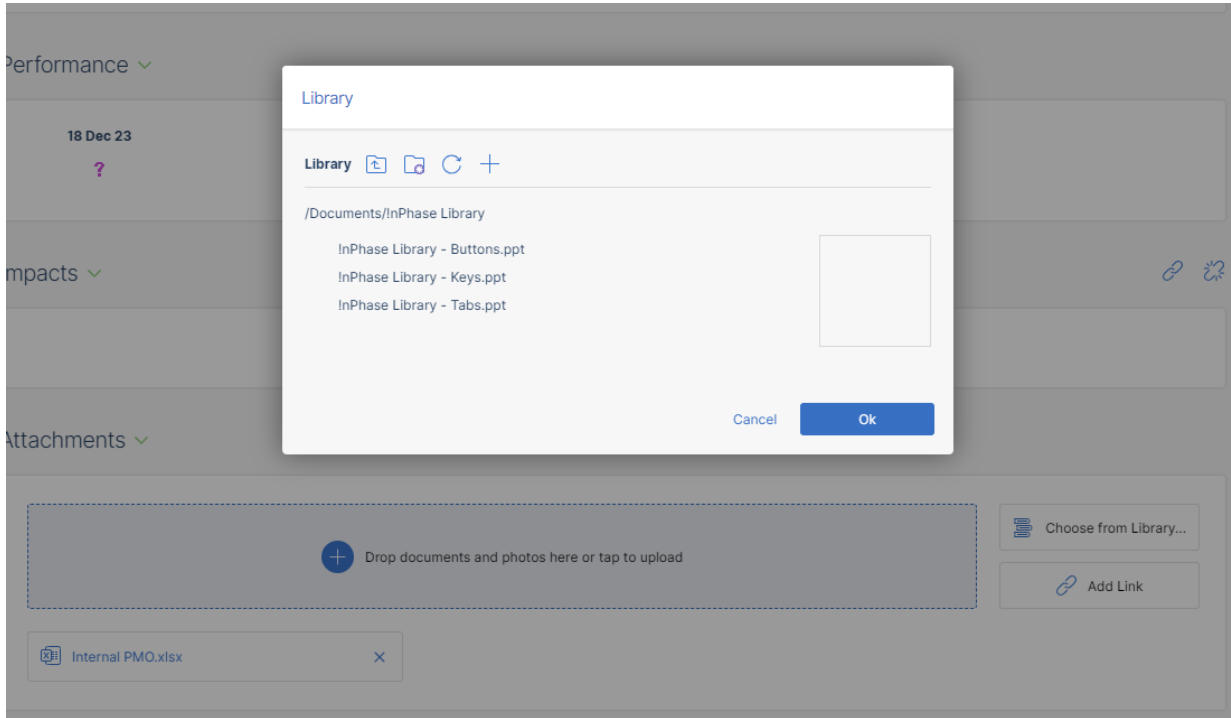 Performance
18 Dec 23
?
Library
Library
/Documents/!nPhase Library
!nPhase Library - Buttons.ppt
!nPhase Library - Keys.ppt
!nPhase Library - Tabs.ppt
Cancel
Ok
mpacts
Attachments
Drop documents and photos here or tap to upload
Choose from Library...
Add Link
Internal PMO.xlsx